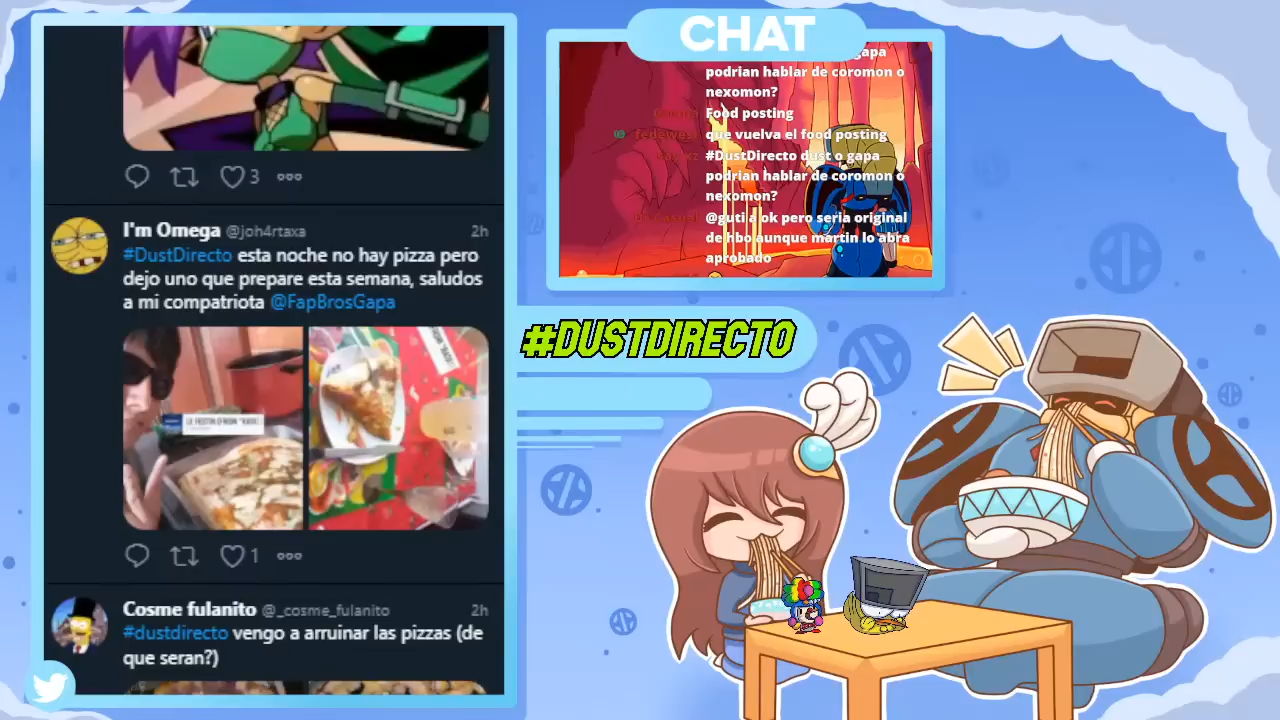 3
I'm Omega @joh4rtaxa 2h
#DustDirecto esta noche no hay pizza pero
dejo uno que prepare esta semana, saludos
a mi compatriota @FapBrosGapa
1
Cosme fulanito @_cosme_fulanito 2h
#dustdirecto vengo a arruinar las pizzas (de
que seran?)
CHAT
gapa
podrian hablar de coromon o
nexomon?
Food posting
fedewest que vuelva el food posting
#DustDirecto dust o gapa
podrian hablar de coromon o
nexomon?
@guti a ok pero seria original
de hbo aunque martin lo abra
aprobado
#DUSTDIRECTO